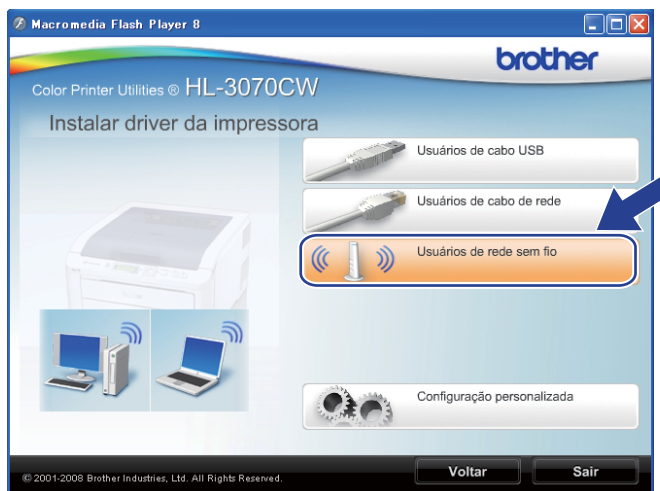 Macromedia Flash Player 8
brother
Color Printer Utilities ® HL-3070CW
Instalar driver da impressora
Usuários de cabo USB
Usuários de cabo de rede
Usuários de rede sem fio
Configuração personalizada
© 2001-2008 Brother Industries, Ltd. All Rights Reserved.
Voltar
Sair